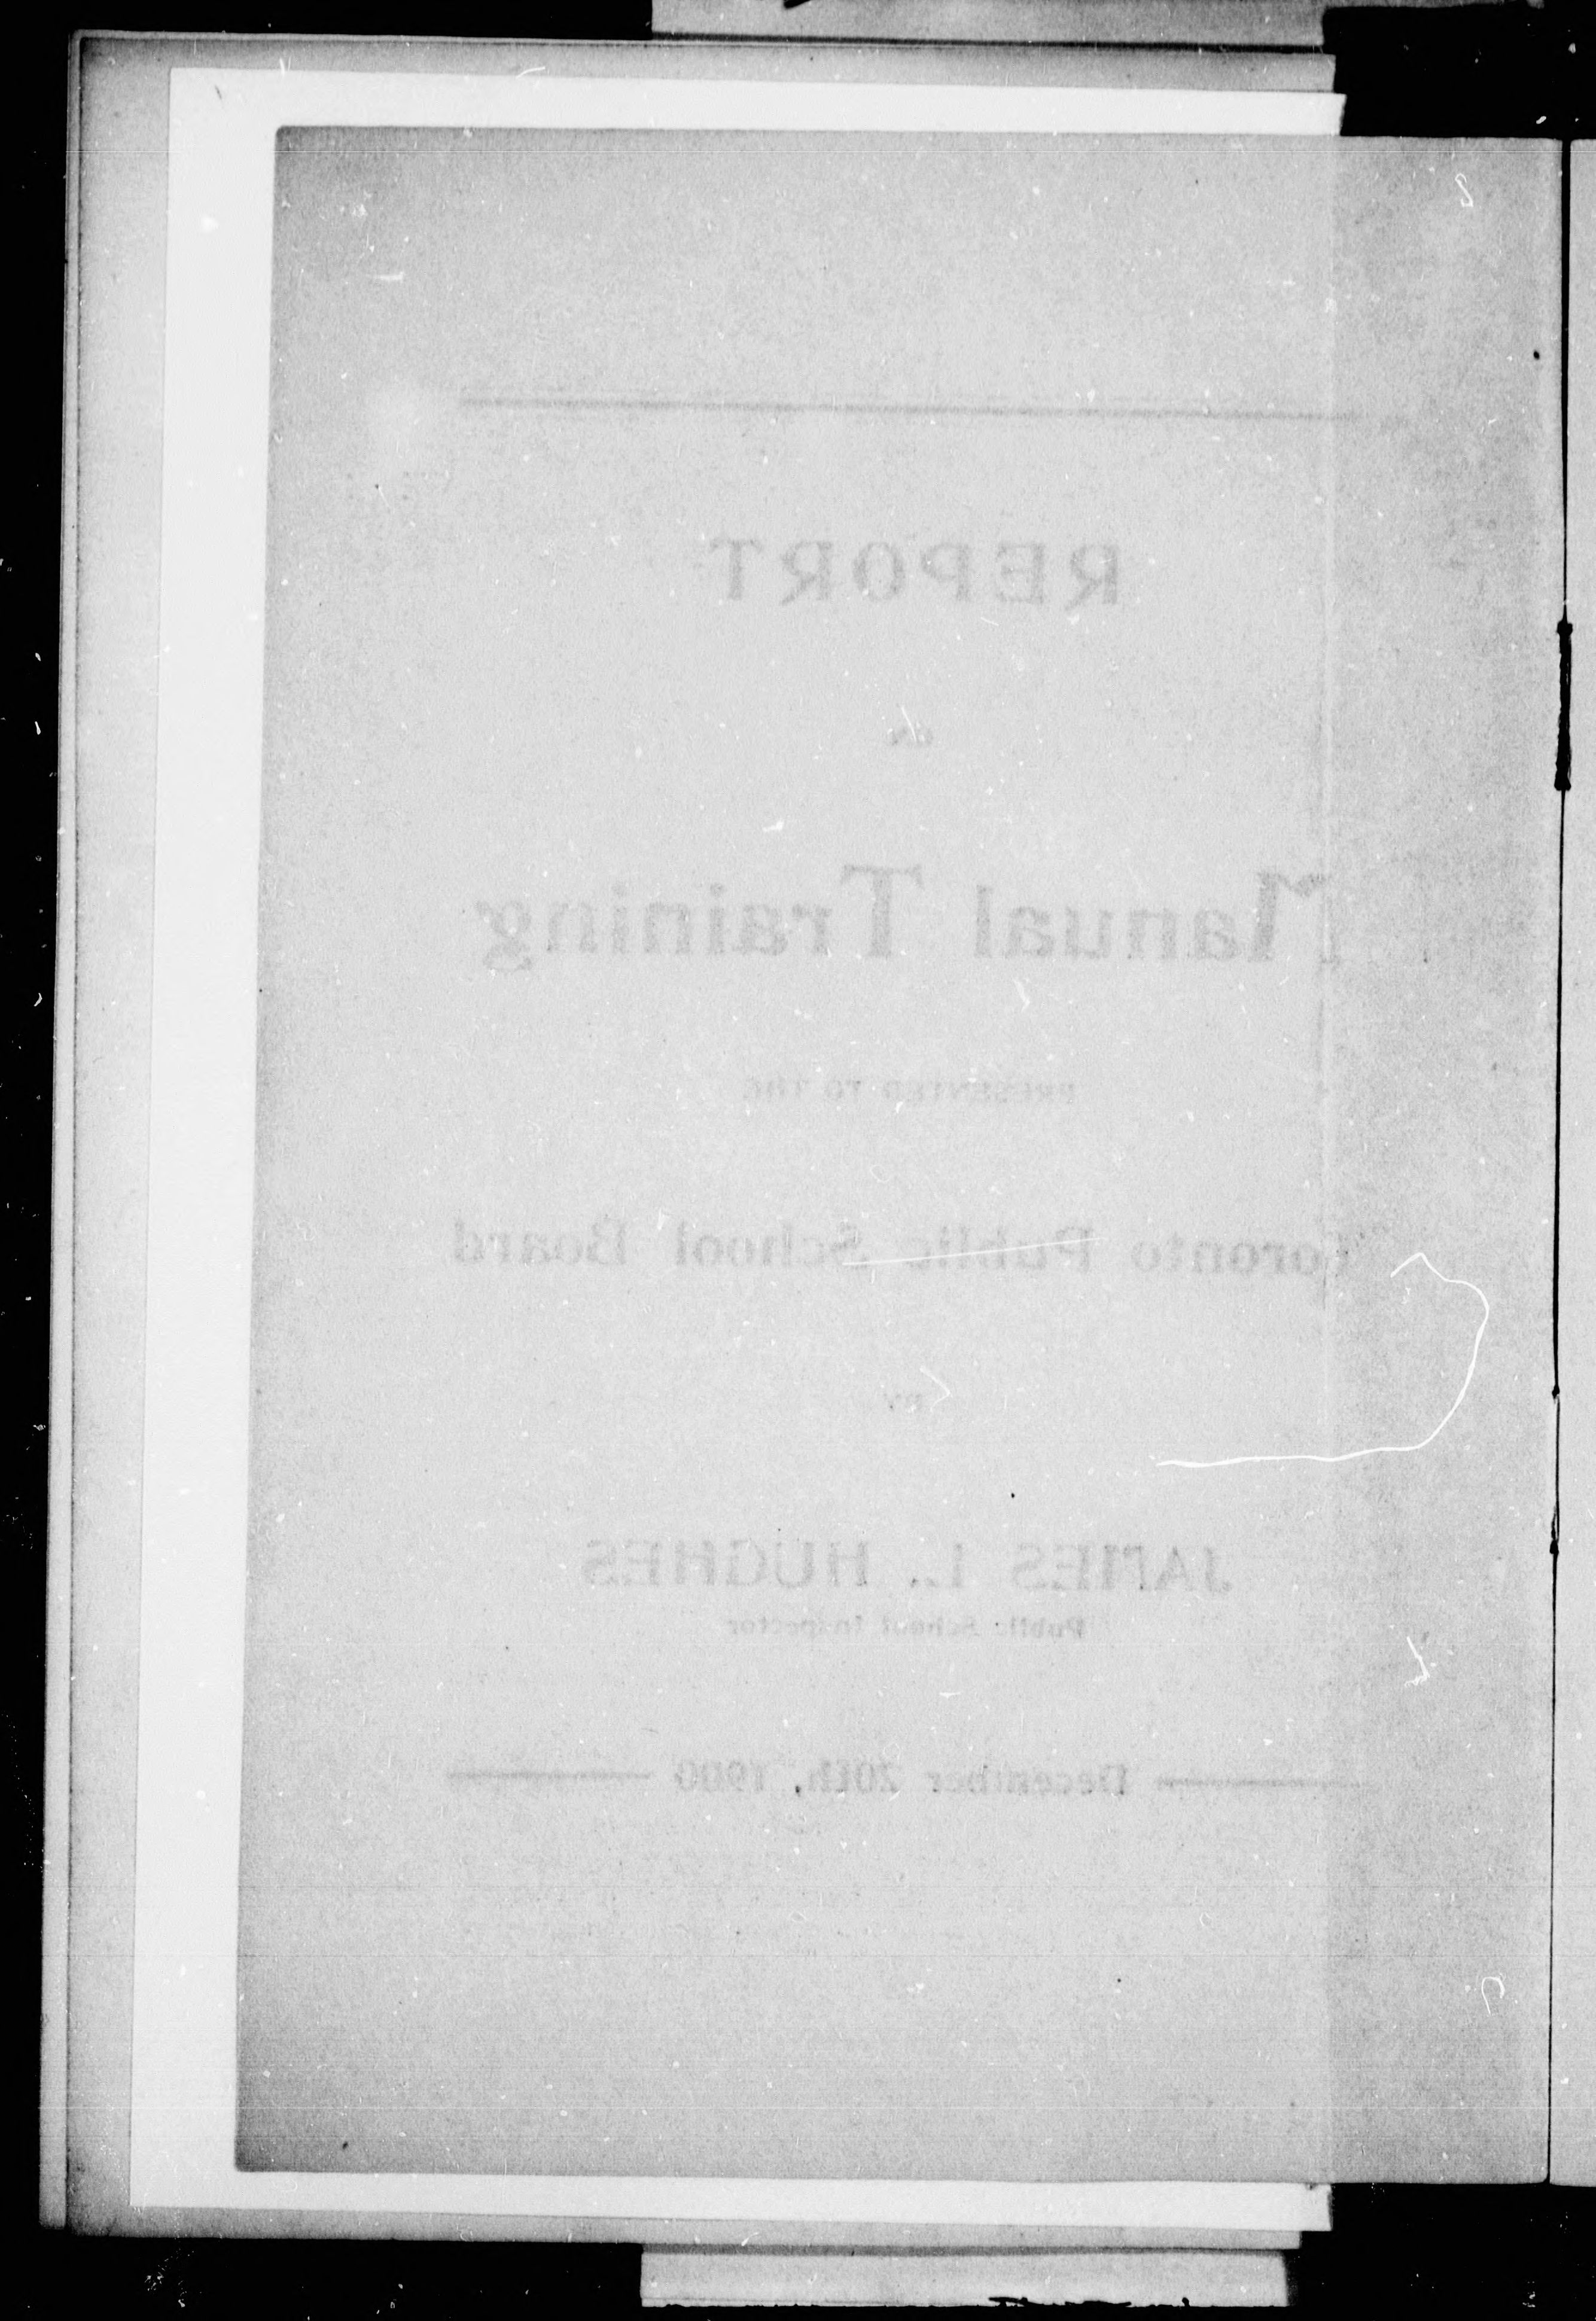 REPORT
on
Manual Training
PRESENTED TO THE
Toronto Public School Board
BY
JAMES L. HUGHES
Public School Inspector
December 20th, 1900